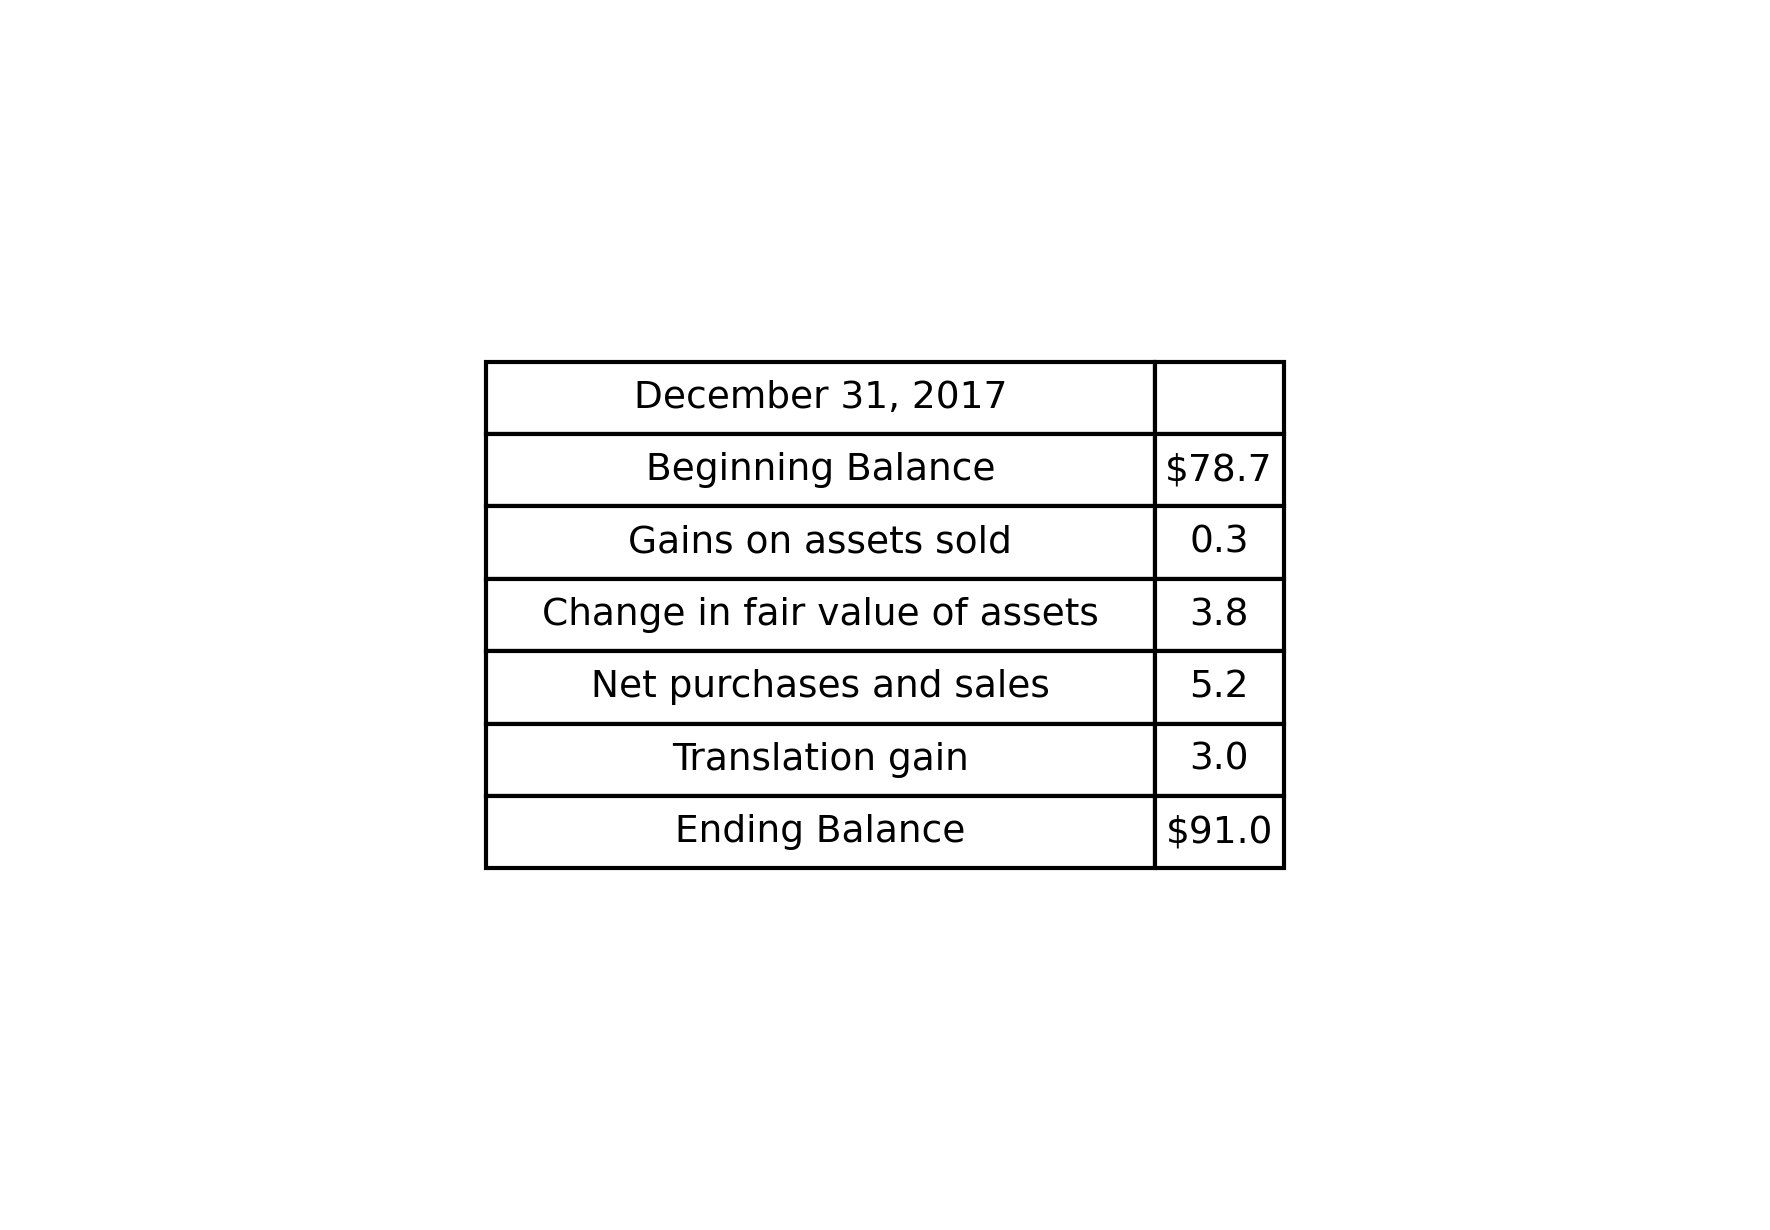 December 31, 2017
Beginning Balance $78.7
Gains on assets sold 0.3
Change in fair value of assets 3.8
Net purchases and sales 5.2
Translation gain 3.0
Ending Balance $91.0